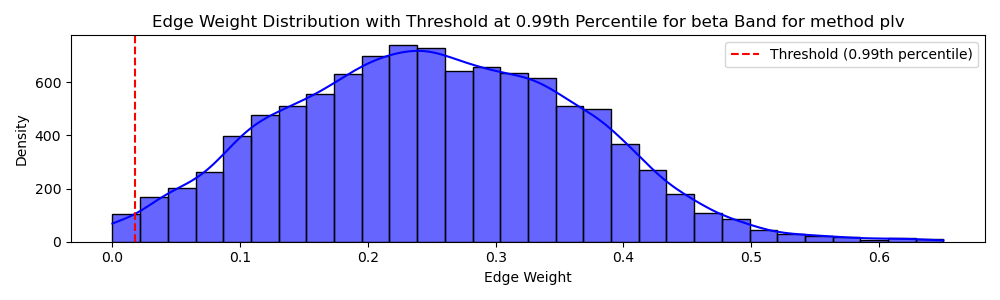 Edge Weight Distribution with Threshold at 0.99th Percentile for beta Band for method plv
Threshold (0.99th percentile)
Density
600
400
200
0
0.0 0.1 0.2 0.3 0.4 0.5 0.6
Edge Weight